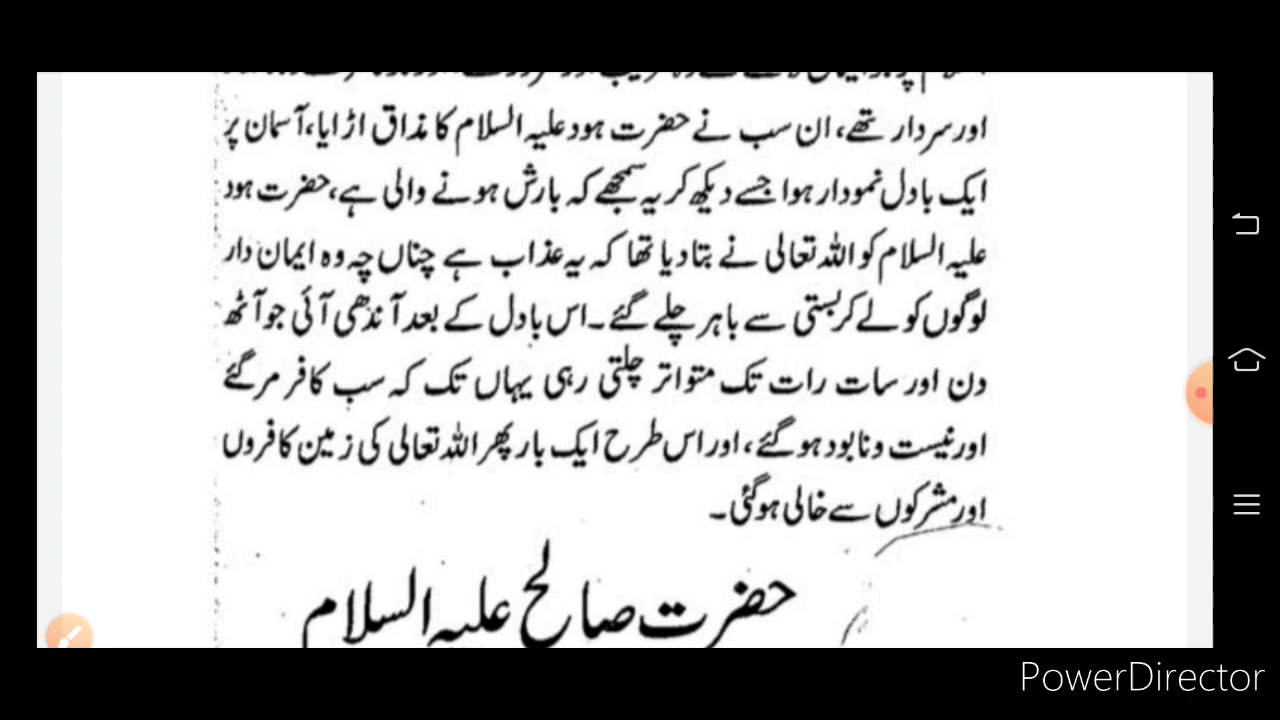 اور سردار تھے، ان سب نے حضرت ہود علیہ السلام کا مذاق اڑایا، آسمان پر
ایک بادل نمودار ہوا جسے دیکھ کر یہ سمجھے کہ بارش ہونے والی ہے، حضرت ہود
علیہ السلام کو اللہ تعالی نے بتا دیا تھا کہ یہ عذاب ہے چناں چہ وہ ایمان دار
لوگوں کو لے کر بستی سے باہر چلے گئے۔ اس بادل کے بعد آندھی آئی جو آٹھ
دن اور سات رات تک متواتر چلتی رہی یہاں تک کہ سب کافر مر گئے
اور نیست و نابود ہو گئے، اور اس طرح ایک بار پھر اللہ تعالی کی زمین کافروں
اور مشرکوں سے خالی ہوگئی۔
حضرت صالح علیہ السلام
PowerDirector